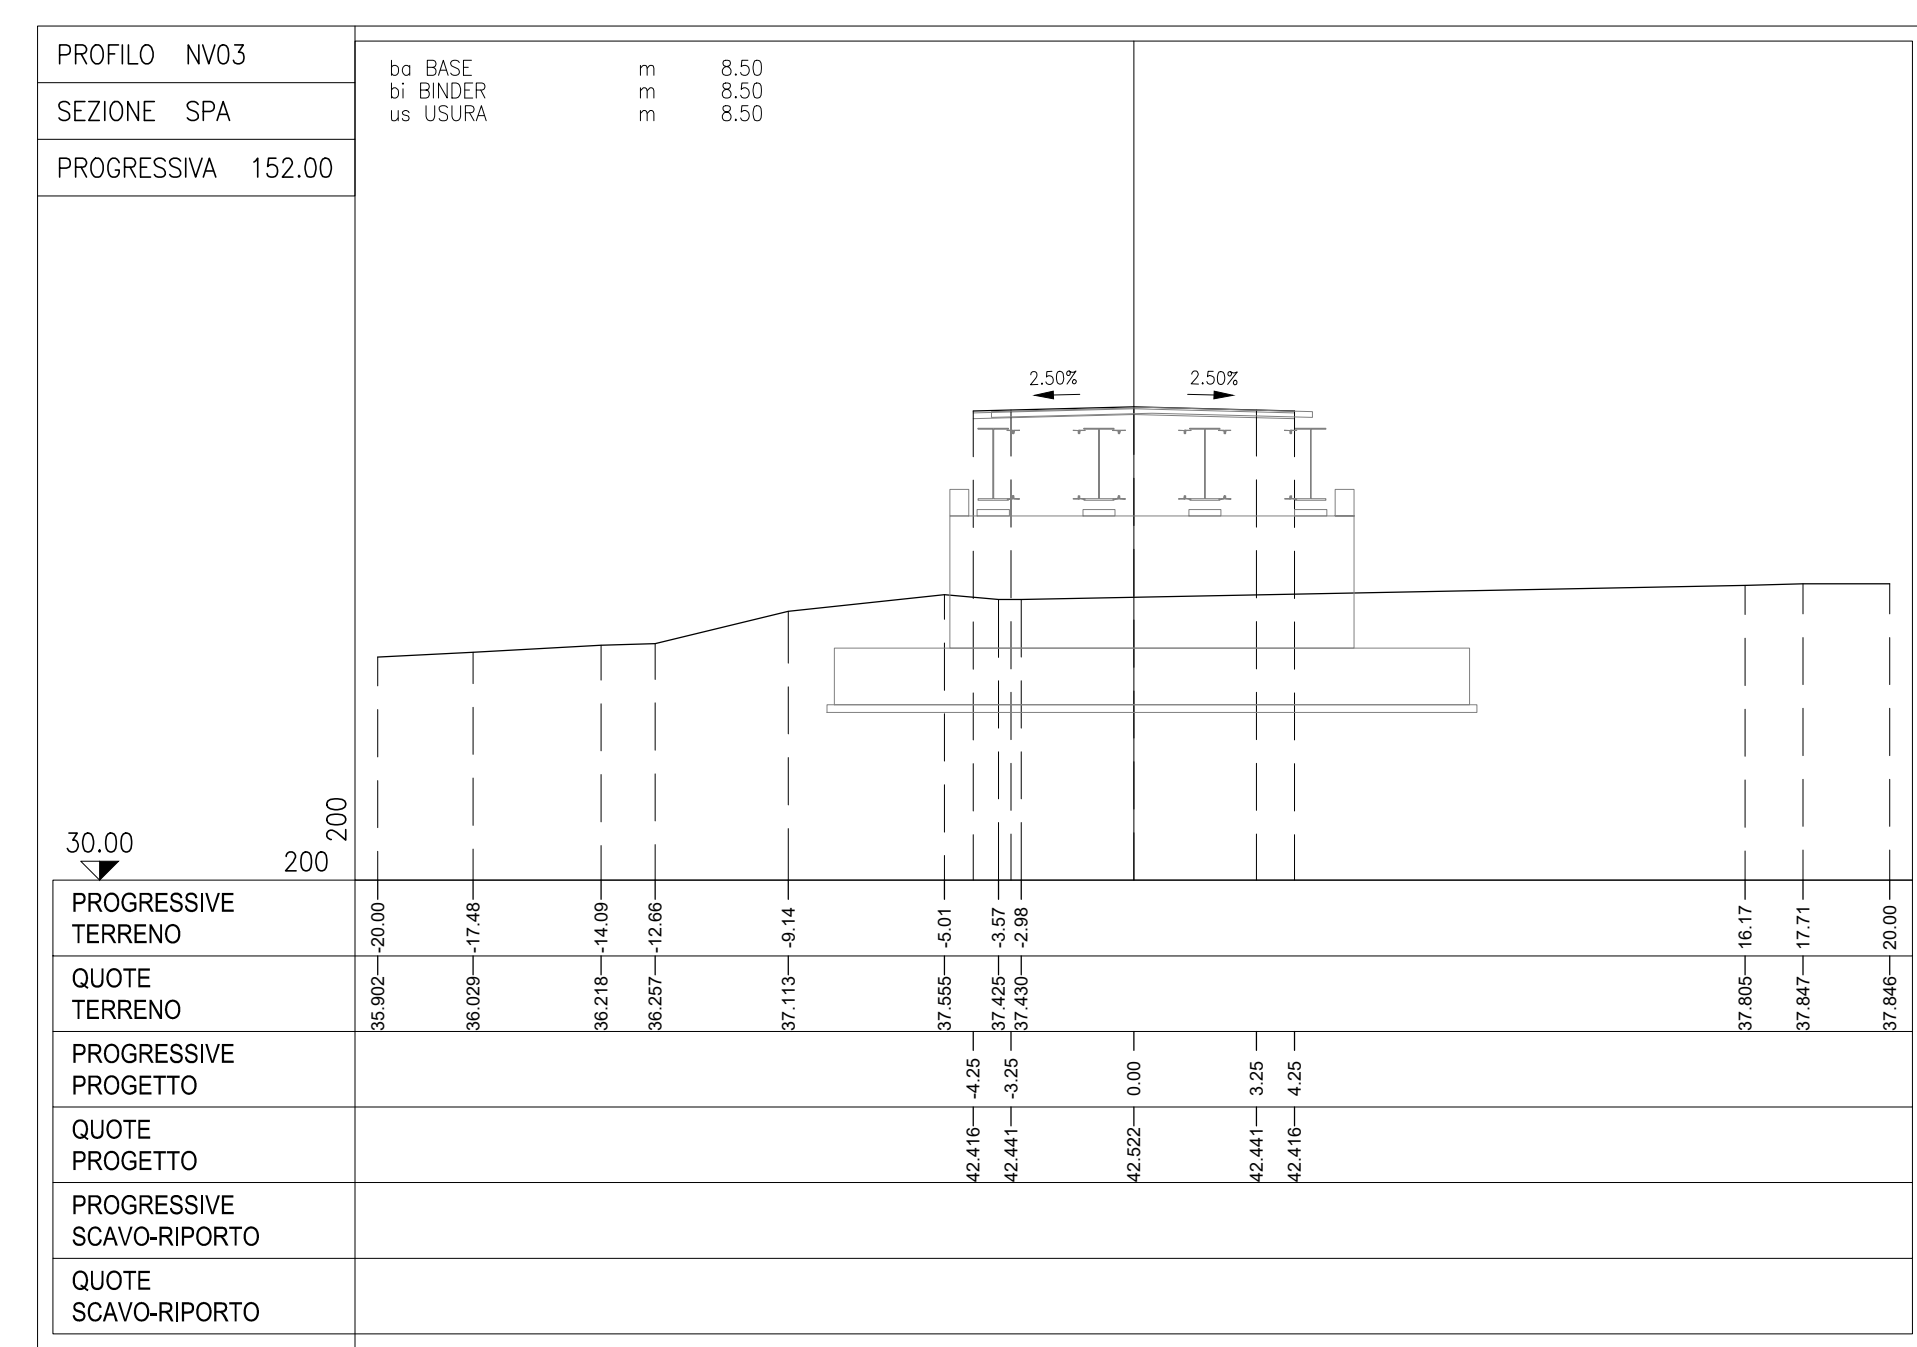 PROFILO NV03
SEZIONE SPA
PROGRESSIVA 152.00
ba BASE m 8.50
bi BINDER m 8.50
us USURA m 8.50
2.50% 2.50%
200
30.00 200
PROGRESSIVE
TERRENO
-20.00 -17.48 -14.09 -12.66 -9.14 -5.01 -3.57 -2.98 16.17 17.71 20.00
QUOTE
TERRENO
35.902 36.029 36.218 36.257 37.113 37.555 37.425 37.430 37.805 37.847 37.846
PROGRESSIVE
PROGETTO
-4.25 -3.25 0.00 3.25 4.25
QUOTE
PROGETTO
42.416 42.441 42.522 42.441 42.416
PROGRESSIVE
SCAVO-RIPORTO
QUOTE
SCAVO-RIPORTO